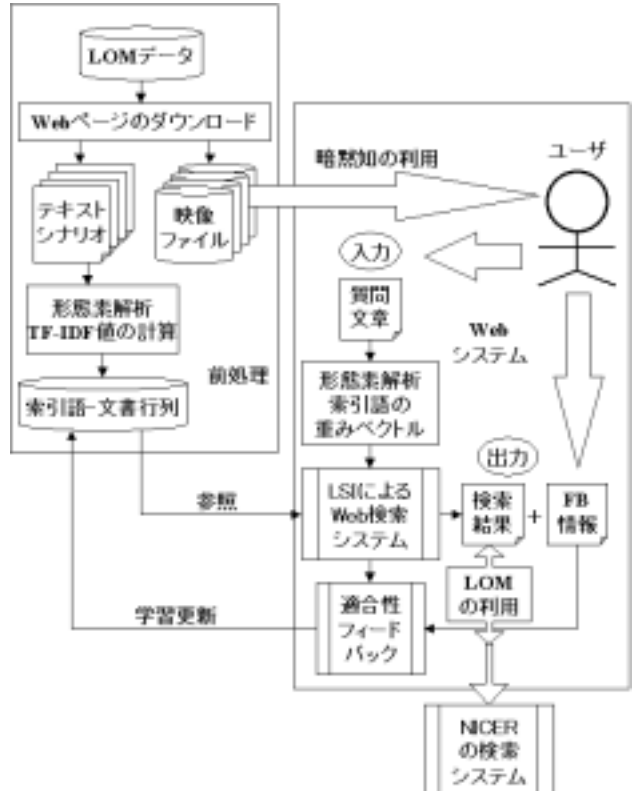 LOMデータ
Webページのダウンロード
テキスト
シナリオ
映像
ファイル
形態素解析
TF-IDF値の計算
前処理
索引語-文書行列
暗黙知の利用
ユーザ
入力
質問
文章
Web
システム
形態素解析
索引語の
重みベクトル
出力
参照
LSIによる
Web検索
システム
検索
結果
+
FB
情報
LOM
の利用
学習更新
適合性
フィード
バック
NICER
の検索
システム